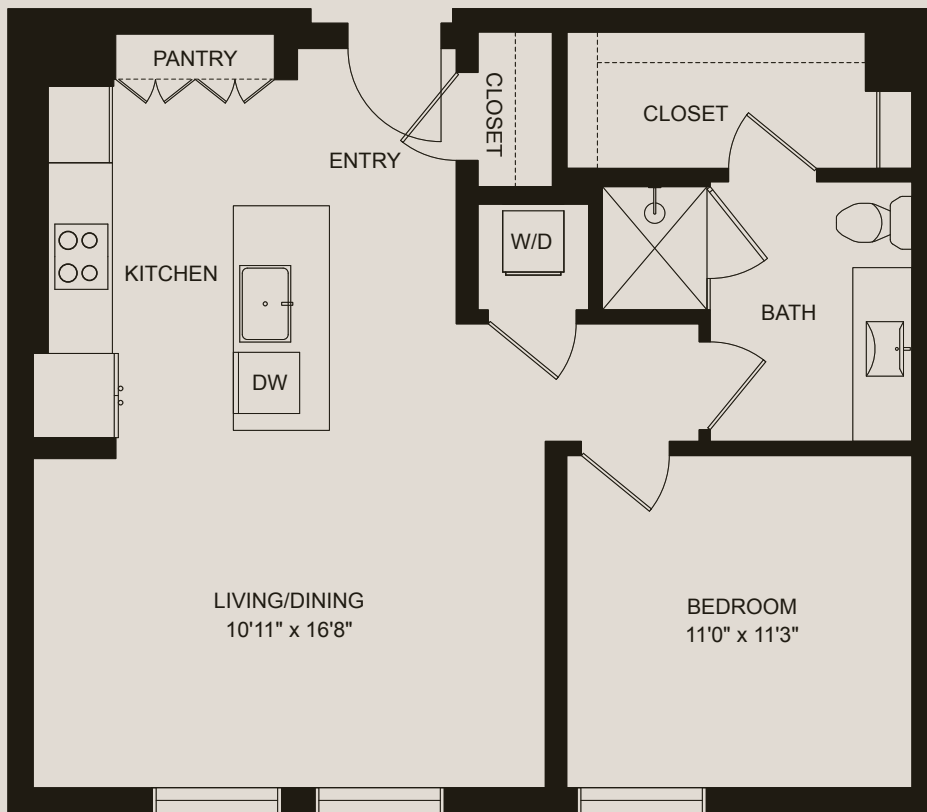 PANTRY
CLOSET
CLOSET
ENTRY
W/D
KITCHEN
BATH
DW
LIVING/DINING
10'11" x 16'8"
BEDROOM
11'0" x 11'3"